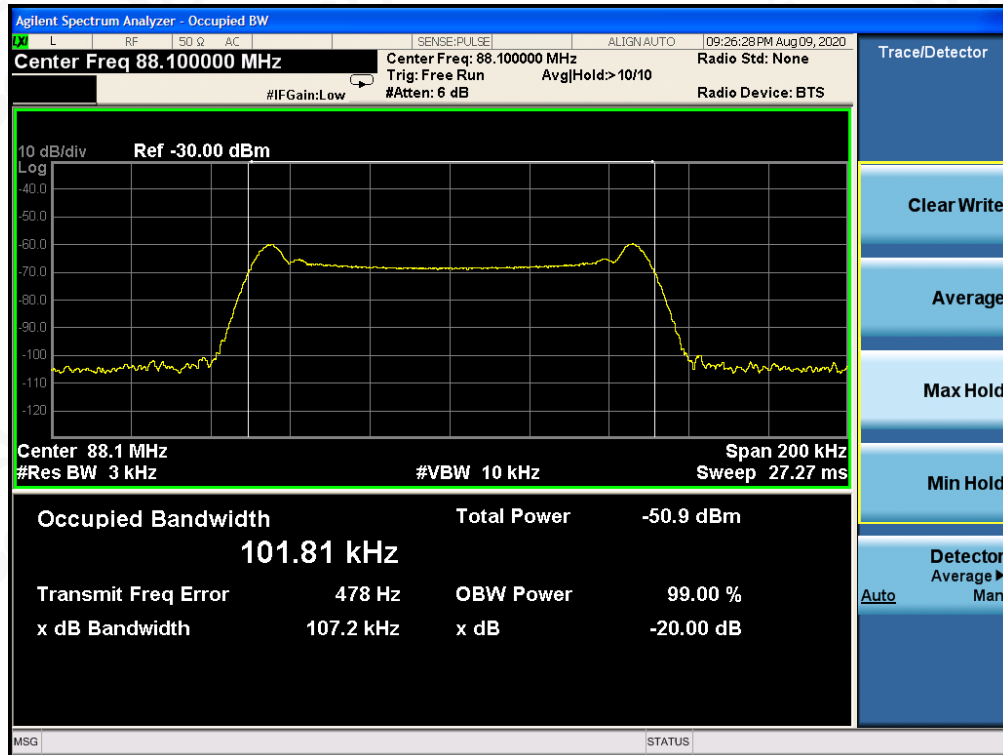 Agilent Spectrum Analyzer - Occupied BW
LXI L RF 50 Ω AC SENSE:PULSE ALIGN AUTO 09:26:28 PM Aug 09, 2020
Center Freq 88.100000 MHz
Center Freq: 88.100000 MHz
Radio Std: None
Trig: Free Run Avg|Hold:>10/10
#IFGain:Low
#Atten: 6 dB
Radio Device: BTS
10 dB/div Ref -30.00 dBm
Log
-40.0
-50.0
-60.0
-70.0
-80.0
-90.0
-100
-110
-120
Center 88.1 MHz Span 200 kHz
#Res BW 3 kHz #VBW 10 kHz Sweep 27.27 ms
Occupied Bandwidth Total Power -50.9 dBm
101.81 kHz
Transmit Freq Error 478 Hz OBW Power 99.00 %
x dB Bandwidth 107.2 kHz x dB -20.00 dB
MSG STATUS
Trace/Detector
Clear Write
Average
Max Hold
Min Hold
Detector
Average▶
Auto Man